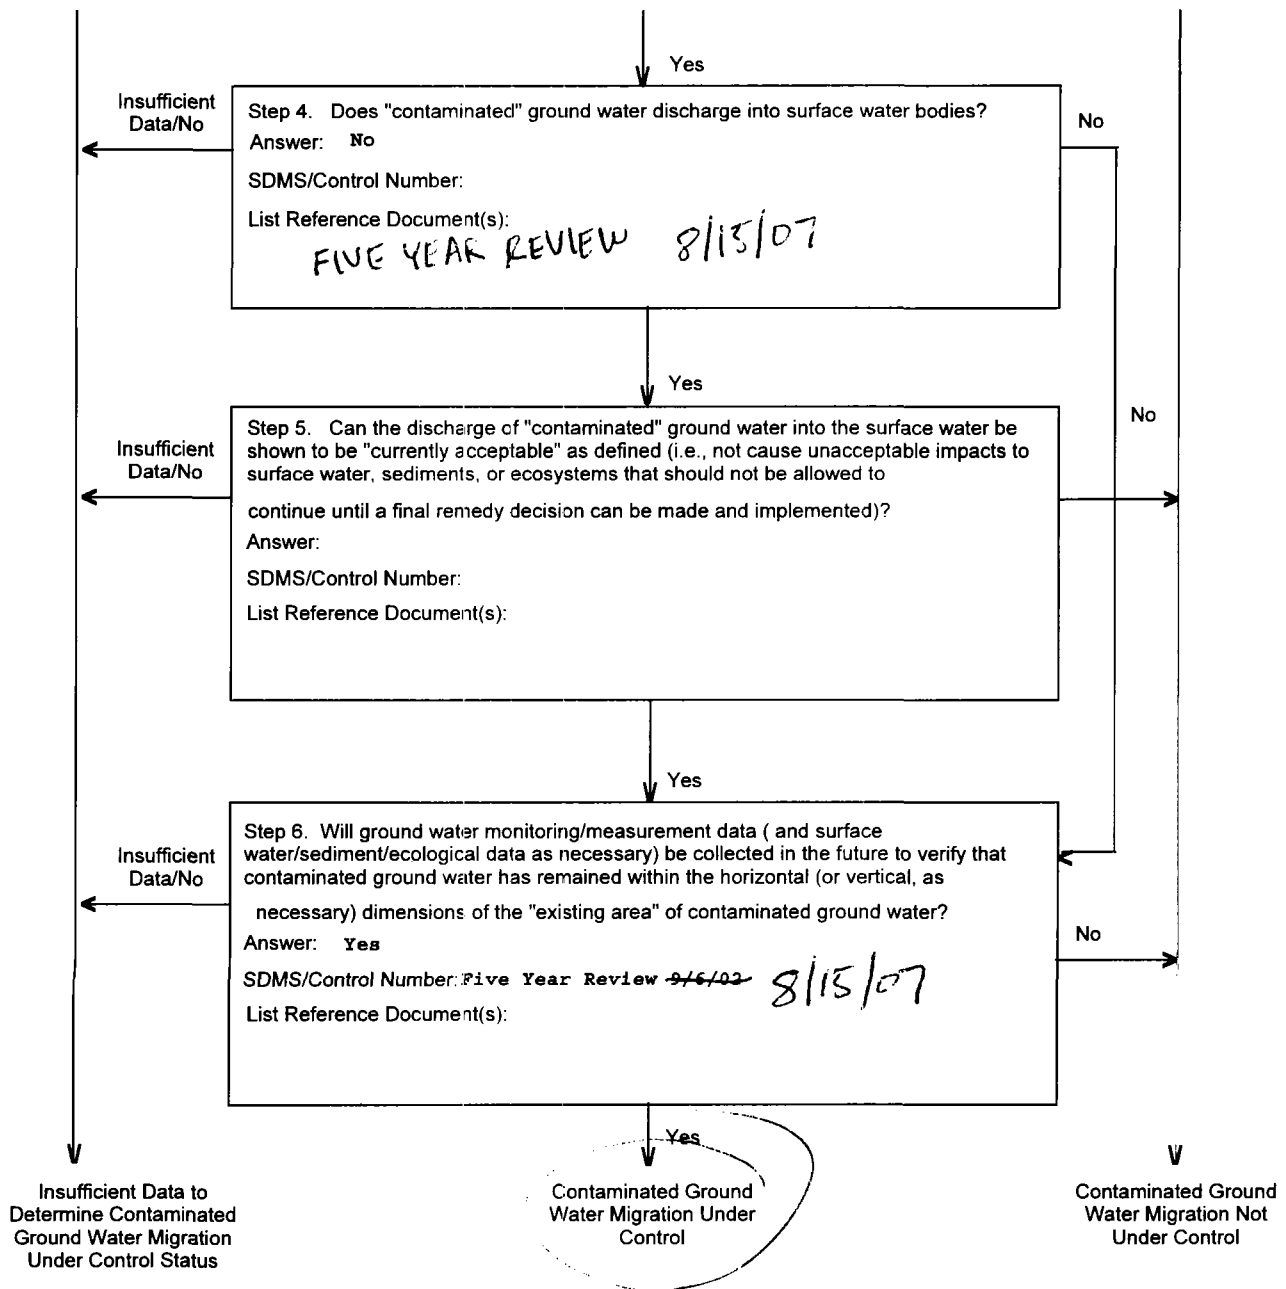 Yes
Insufficient
Data/No
Step 4. Does "contaminated" ground water discharge into surface water bodies?
No
Answer: No
SDMS/Control Number:
List Reference Document(s):
FIVE YEAR REVIEW 8/15/07
Yes
No
Insufficient
Data/No
Step 5. Can the discharge of "contaminated" ground water into the surface water be
shown to be "currently acceptable" as defined (i.e., not cause unacceptable impacts to
surface water, sediments, or ecosystems that should not be allowed to
continue until a final remedy decision can be made and implemented)?
Answer:
SDMS/Control Number:
List Reference Document(s):
Yes
Insufficient
Data/No
Step 6. Will ground water monitoring/measurement data ( and surface
water/sediment/ecological data as necessary) be collected in the future to verify that
contaminated ground water has remained within the horizontal (or vertical, as
necessary) dimensions of the "existing area" of contaminated ground water?
Answer: Yes
No
SDMS/Control Number: Five Year Review 9/6/02 8/15/07
List Reference Document(s):
Yes
Insufficient Data to
Determine Contaminated
Ground Water Migration
Under Control Status
Contaminated Ground
Water Migration Under
Control
Contaminated Ground
Water Migration Not
Under Control